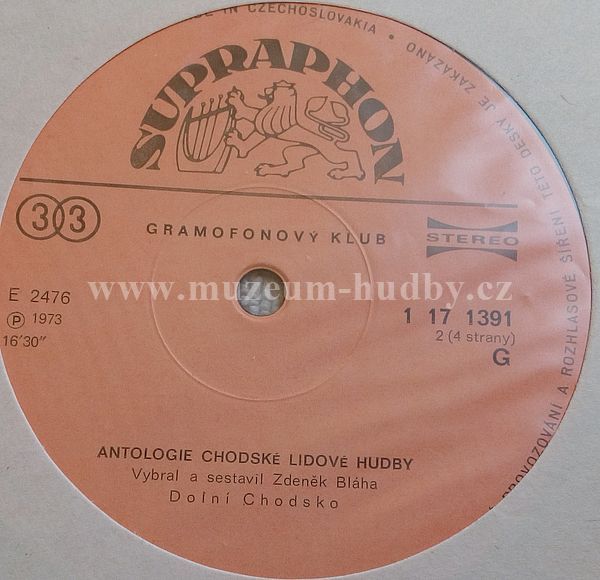 IN CZECHOSLOVAKIA
PROVOZOVÁNÍ A ROZHLASOVÉ ŠÍŘENÍ TÉTO DESKY JE ZAKÁZÁNO •
SUPRAPHON
33
GRAMOFONOVÝ KLUB
STEREO
www.muzeum-hudby.cz
E 2476
Ⓟ 1973
16'30"
1 17 1391
2 (4 strany)
G
ANTOLOGIE CHODSKÉ LIDOVÉ HUDBY
Vybral a sestavil Zdeněk Bláha
Dolní Chodsko